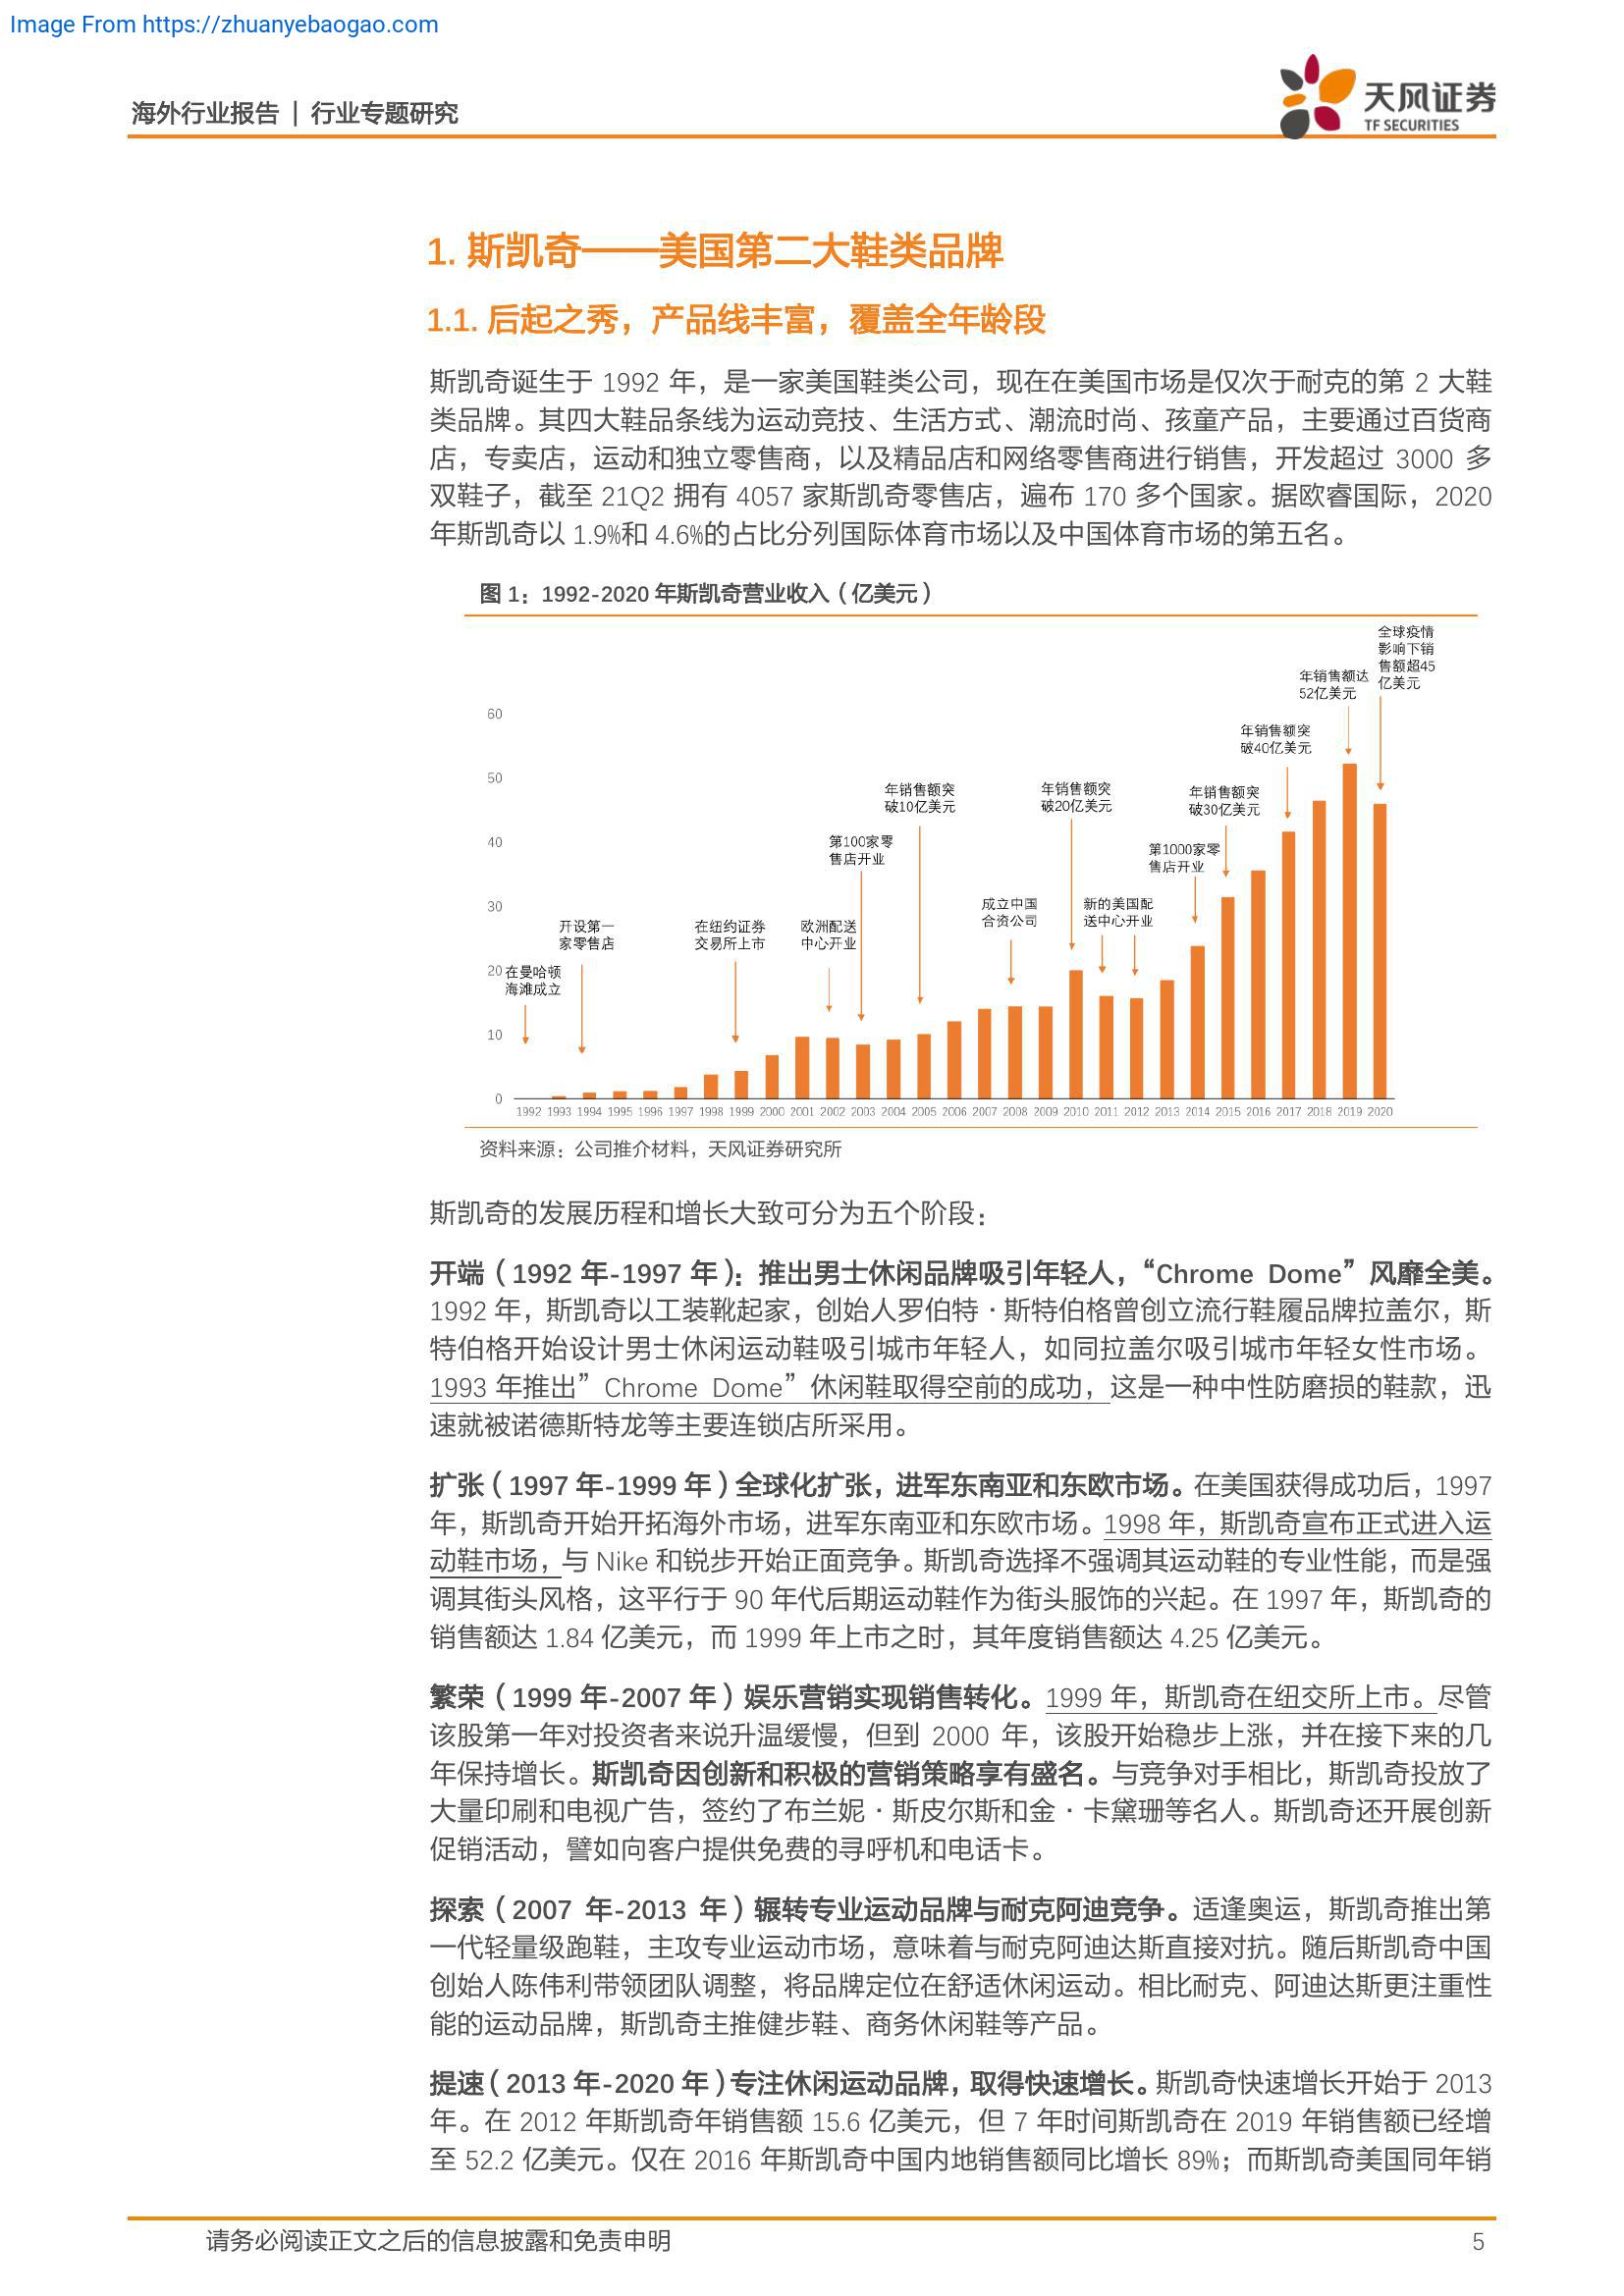 Image From https://zhuanyebaogao.com
海外行业报告 | 行业专题研究
天风证券
TF SECURITIES
1. 斯凯奇——美国第二大鞋类品牌
1.1. 后起之秀，产品线丰富，覆盖全年龄段
斯凯奇诞生于 1992 年，是一家美国鞋类公司，现在在美国市场是仅次于耐克的第 2 大鞋
类品牌。其四大鞋品条线为运动竞技、生活方式、潮流时尚、孩童产品，主要通过百货商
店，专卖店，运动和独立零售商，以及精品店和网络零售商进行销售，开发超过 3000 多
双鞋子，截至 21Q2 拥有 4057 家斯凯奇零售店，遍布 170 多个国家。据欧睿国际，2020
年斯凯奇以 1.9%和 4.6%的占比分列国际体育市场以及中国体育市场的第五名。
图 1：1992-2020 年斯凯奇营业收入（亿美元）
全球疫情
影响下销
售额超45
亿美元
年销售额达
52亿美元
60
年销售额突
破40亿美元
50
年销售额突
破10亿美元
年销售额突
破20亿美元
年销售额突
破30亿美元
40
第100家零
售店开业
第1000家零
售店开业
30
开设第一
家零售店
在纽约证券
交易所上市
欧洲配送
中心开业
成立中国
合资公司
新的美国配
送中心开业
20
在曼哈顿
海滩成立
10
0
1992 1993 1994 1995 1996 1997 1998 1999 2000 2001 2002 2003 2004 2005 2006 2007 2008 2009 2010 2011 2012 2013 2014 2015 2016 2017 2018 2019 2020
资料来源：公司推介材料，天风证券研究所
斯凯奇的发展历程和增长大致可分为五个阶段：
开端（1992 年-1997 年）：推出男士休闲品牌吸引年轻人，“Chrome Dome”风靡全美。
1992 年，斯凯奇以工装靴起家，创始人罗伯特·斯特伯格曾创立流行鞋履品牌拉盖尔，斯
特伯格开始设计男士休闲运动鞋吸引城市年轻人，如同拉盖尔吸引城市年轻女性市场。
1993 年推出”Chrome Dome”休闲鞋取得空前的成功，这是一种中性防磨损的鞋款，迅
速就被诺德斯特龙等主要连锁店所采用。
扩张（1997 年-1999 年）全球化扩张，进军东南亚和东欧市场。在美国获得成功后，1997
年，斯凯奇开始开拓海外市场，进军东南亚和东欧市场。1998 年，斯凯奇宣布正式进入运
动鞋市场，与 Nike 和锐步开始正面竞争。斯凯奇选择不强调其运动鞋的专业性能，而是强
调其街头风格，这平行于 90 年代后期运动鞋作为街头服饰的兴起。在 1997 年，斯凯奇的
销售额达 1.84 亿美元，而 1999 年上市之时，其年度销售额达 4.25 亿美元。
繁荣（1999 年-2007 年）娱乐营销实现销售转化。1999 年，斯凯奇在纽交所上市。尽管
该股第一年对投资者来说升温缓慢，但到 2000 年，该股开始稳步上涨，并在接下来的几
年保持增长。斯凯奇因创新和积极的营销策略享有盛名。与竞争对手相比，斯凯奇投放了
大量印刷和电视广告，签约了布兰妮·斯皮尔斯和金·卡黛珊等名人。斯凯奇还开展创新
促销活动，譬如向客户提供免费的寻呼机和电话卡。
探索（2007 年-2013 年）辗转专业运动品牌与耐克阿迪竞争。适逢奥运，斯凯奇推出第
一代轻量级跑鞋，主攻专业运动市场，意味着与耐克阿迪达斯直接对抗。随后斯凯奇中国
创始人陈伟利带领团队调整，将品牌定位在舒适休闲运动。相比耐克、阿迪达斯更注重性
能的运动品牌，斯凯奇主推健步鞋、商务休闲鞋等产品。
提速（2013 年-2020 年）专注休闲运动品牌，取得快速增长。斯凯奇快速增长开始于 2013
年。在 2012 年斯凯奇年销售额 15.6 亿美元，但 7 年时间斯凯奇在 2019 年销售额已经增
至 52.2 亿美元。仅在 2016 年斯凯奇中国内地销售额同比增长 89%；而斯凯奇美国同年销
请务必阅读正文之后的信息披露和免责申明
5